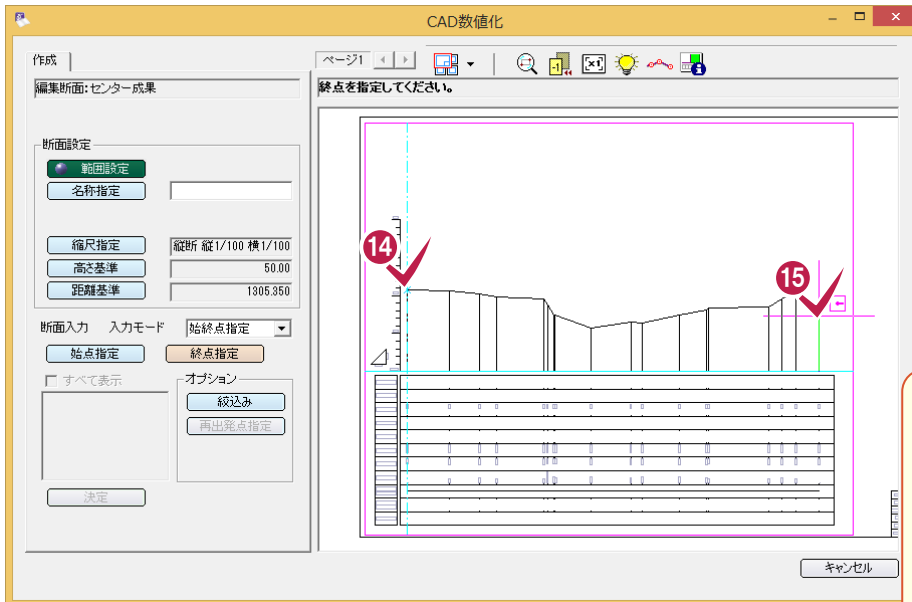 CAD数値化
作成
編集断面:センター成果
断面設定
範囲設定
名称指定
縮尺指定
縦断 縦1/100 横1/100
高さ基準
50.00
距離基準
1305.350
断面入力 入力モード
始終点指定
始点指定
終点指定
すべて表示
オプション
絞込み
再出発点指定
決定
ページ1
-1
×1
終点を指定してください。
14
15
キャンセル